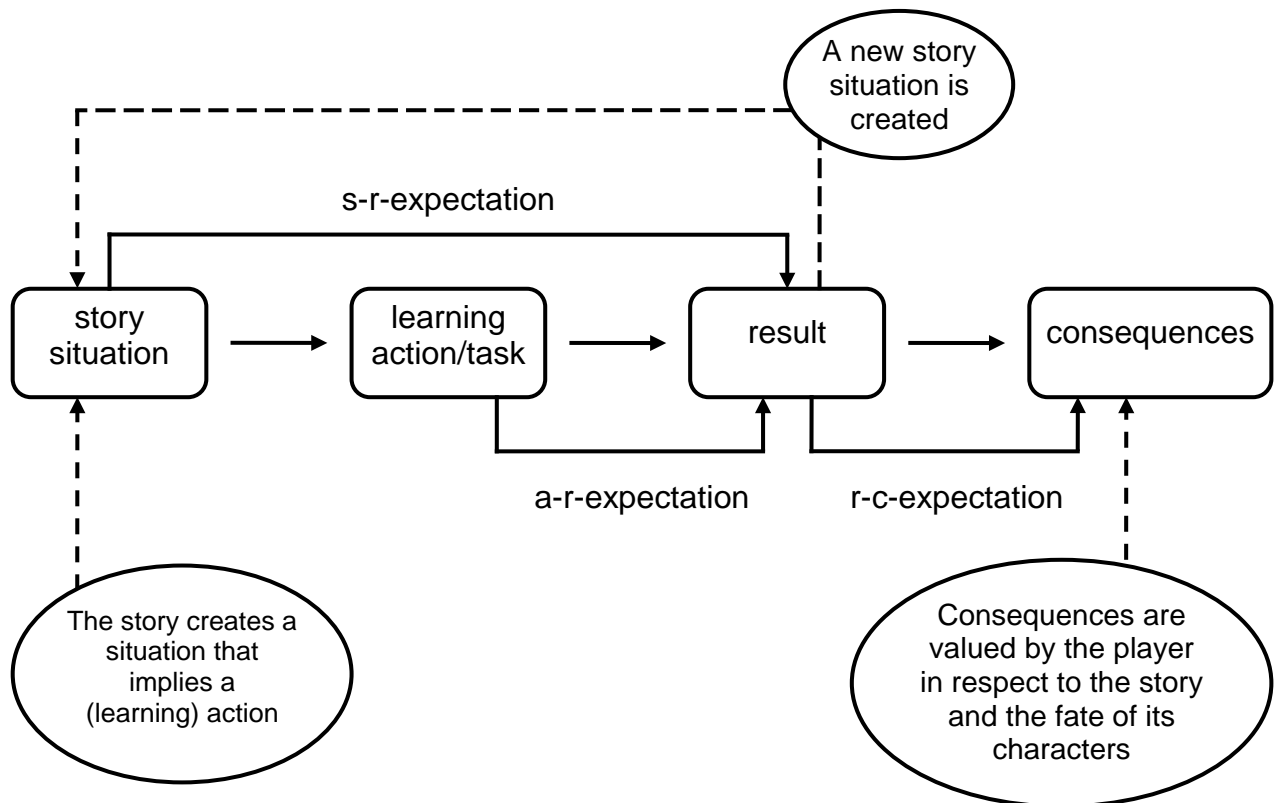 A new story
situation is
created
s-r-expectation
story
situation
learning
action/task
result
consequences
a-r-expectation
r-c-expectation
The story creates a
situation that
implies a
(learning) action
Consequences are
valued by the player
in respect to the story
and the fate of its
characters